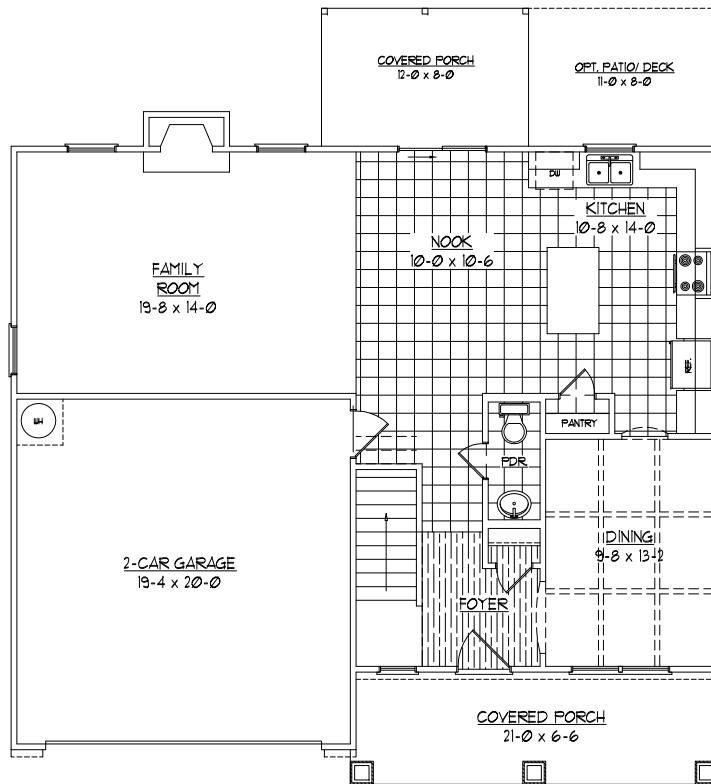 COVERED PORCH
12-0 x 8-0
OPT. PATIO/ DECK
11-0 x 8-0
DW
KITCHEN
10-8 x 14-0
NOOK
10-0 x 10-6
FAMILY
ROOM
19-8 x 14-0
REF.
WH
PANTRY
PDR
DINING
9-8 x 13-2
2-CAR GARAGE
19-4 x 20-0
FOYER
COVERED PORCH
21-0 x 6-6